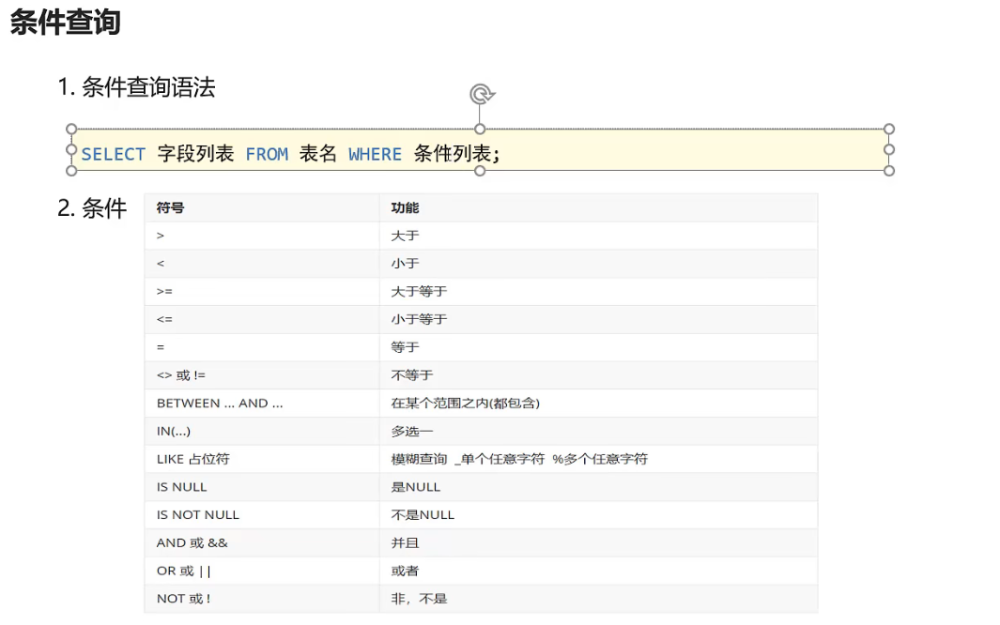 条件查询
1. 条件查询语法
SELECT 字段列表 FROM 表名 WHERE 条件列表;
2. 条件
符号 功能
> 大于
< 小于
>= 大于等于
<= 小于等于
= 等于
<> 或 != 不等于
BETWEEN ... AND ... 在某个范围之内(都包含)
IN(...) 多选一
LIKE 占位符 模糊查询 _单个任意字符 %多个任意字符
IS NULL 是NULL
IS NOT NULL 不是NULL
AND 或 && 并且
OR 或 || 或者
NOT 或 ! 非，不是